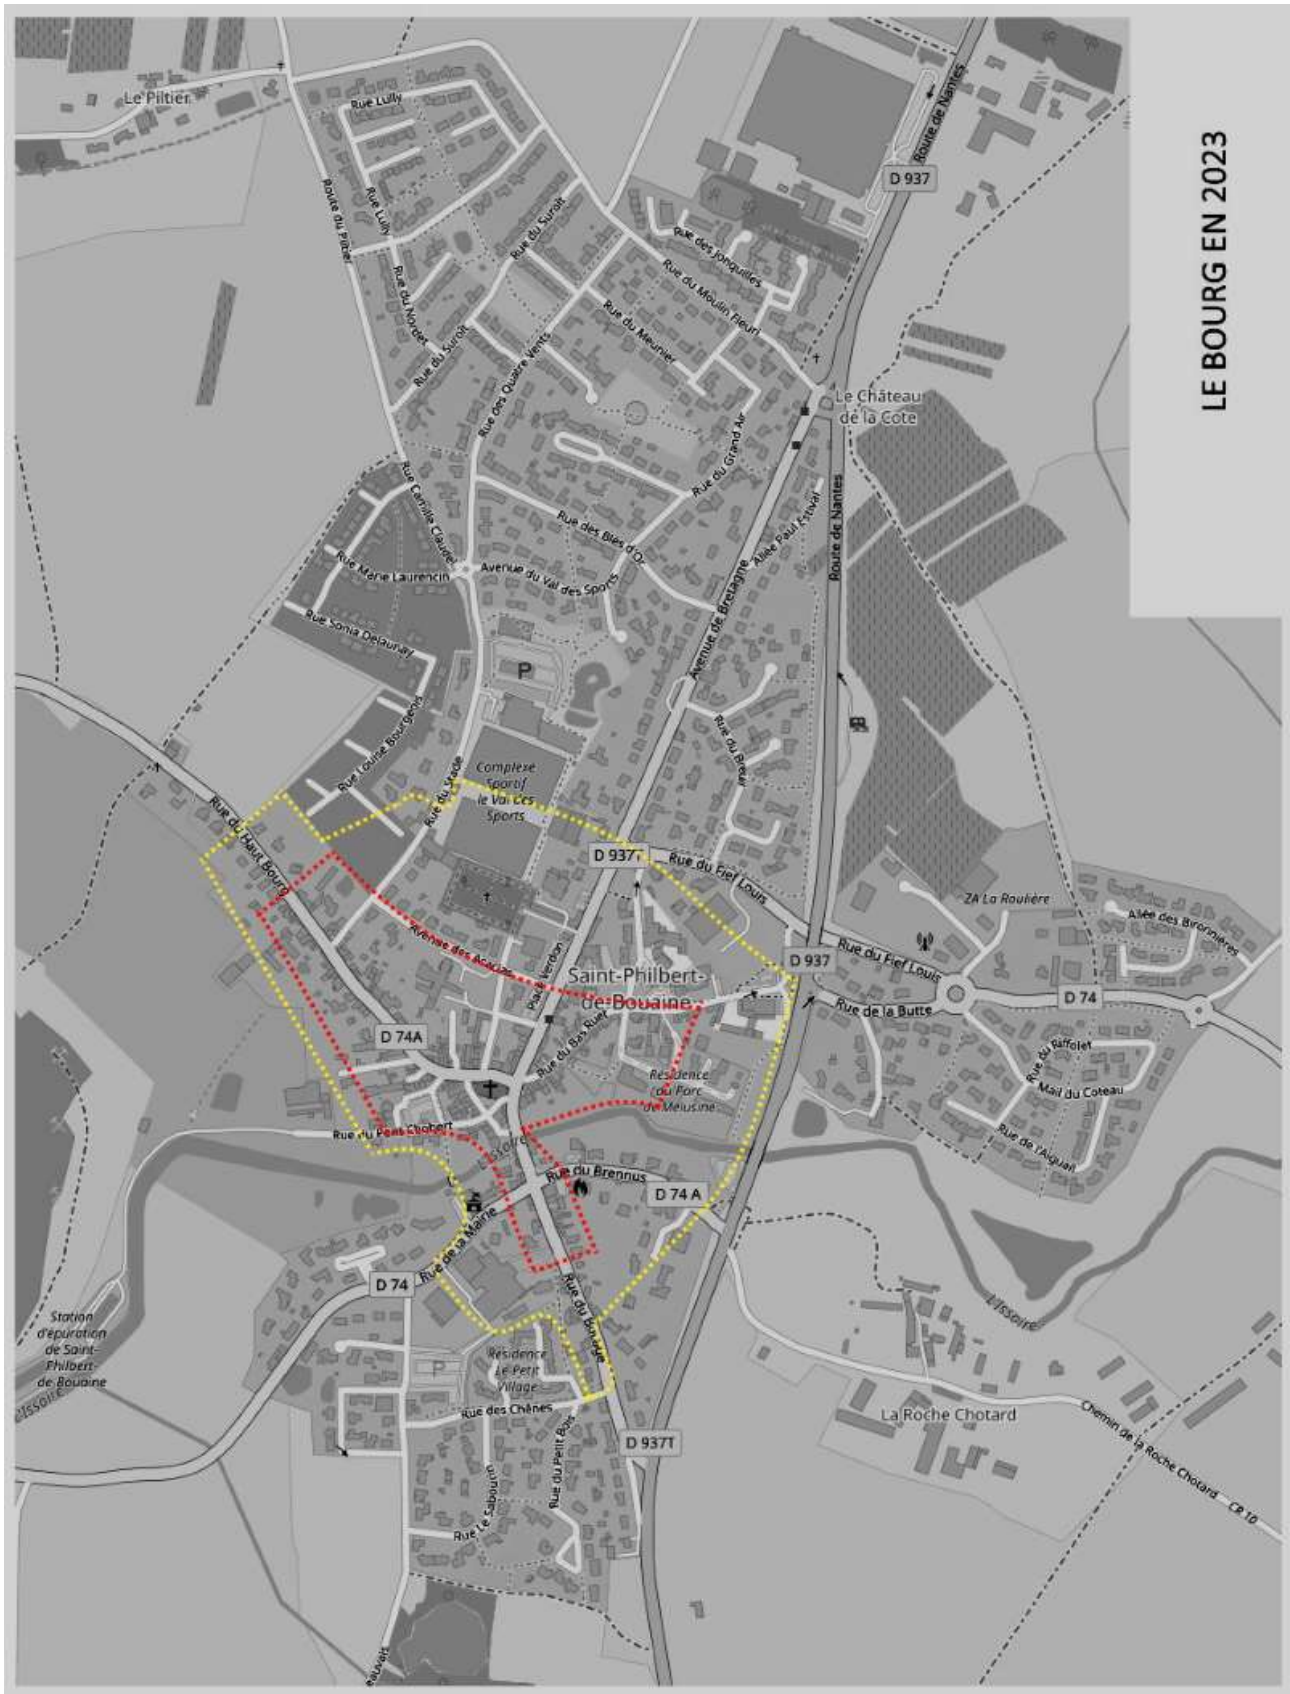 LE BOURG EN 2023
Le Piltier
Rue Lully
Route de Nantes
D 937
Route du Piltier
Rue Lully
Rue du Suroît
Rue des Jonquilles
Rue du Nordet
Rue du Moulin Fleuri
Rue du Meunier
Rue du Suroît
Rue des Quatre Vents
Le Château
de la Cote
Rue du Grand Air
Rue Camille Claudel
Rue des Blés d'Or
Allée Paul Estival
Route de Nantes
Rue Marie Laurencin
Avenue du Val des Sports
Avenue de Bretagne
Rue Sonia Delaunay
P
Rue Louise Bourgeois
Rue du Stade
Complexe
Sportif
le Val des
Sports
Rue du Haut Bourg
D 937T
Rue du Fief Louis
ZA La Roulière
Allée des Bironnières
Avenue des Acacias
Place Verdon
Saint-Philbert-
de-Bouaine
D 937
Rue du Fief Louis
D 74
Rue de la Butte
D 74A
Rue du Bas Ruet
Rue du Riffolet
Mail du Coteau
Résidence
du Parc
de Mélusine
Rue de l'Aiguail
Rue du Petit Chobert
L'Issoire
Rue du Brennus
D 74 A
Rue de la Mairie
D 74
Rue du Bocage
L'Issoire
Station
d'épuration
de Saint-
Philbert-
de-Bouaine
L'Issoire
Résidence
Le Petit
Village
P
Rue des Chênes
Rue du Petit Bois
D 937T
La Roche Chotard
Chemin de la Roche Chotard
CR 10
eauvais